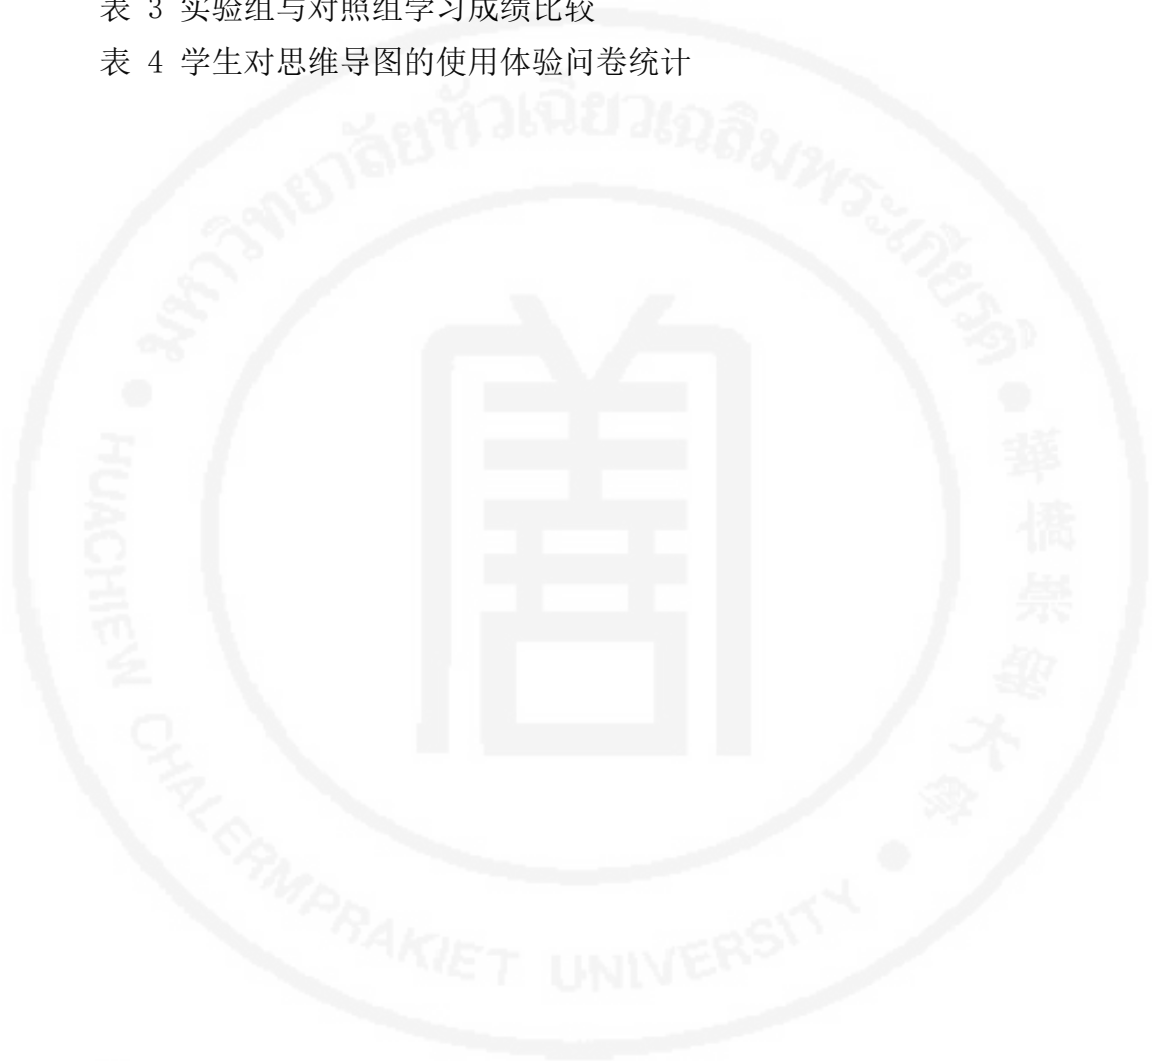 表 3 实验组与对照组学习成绩比较
表 4 学生对思维导图的使用体验问卷统计
มหาวิทยาลัยหัวเฉียวเฉลิมพระเกียรติ
華僑崇聖大學
HUACHIEW CHALERMPRAKIET UNIVERSITY